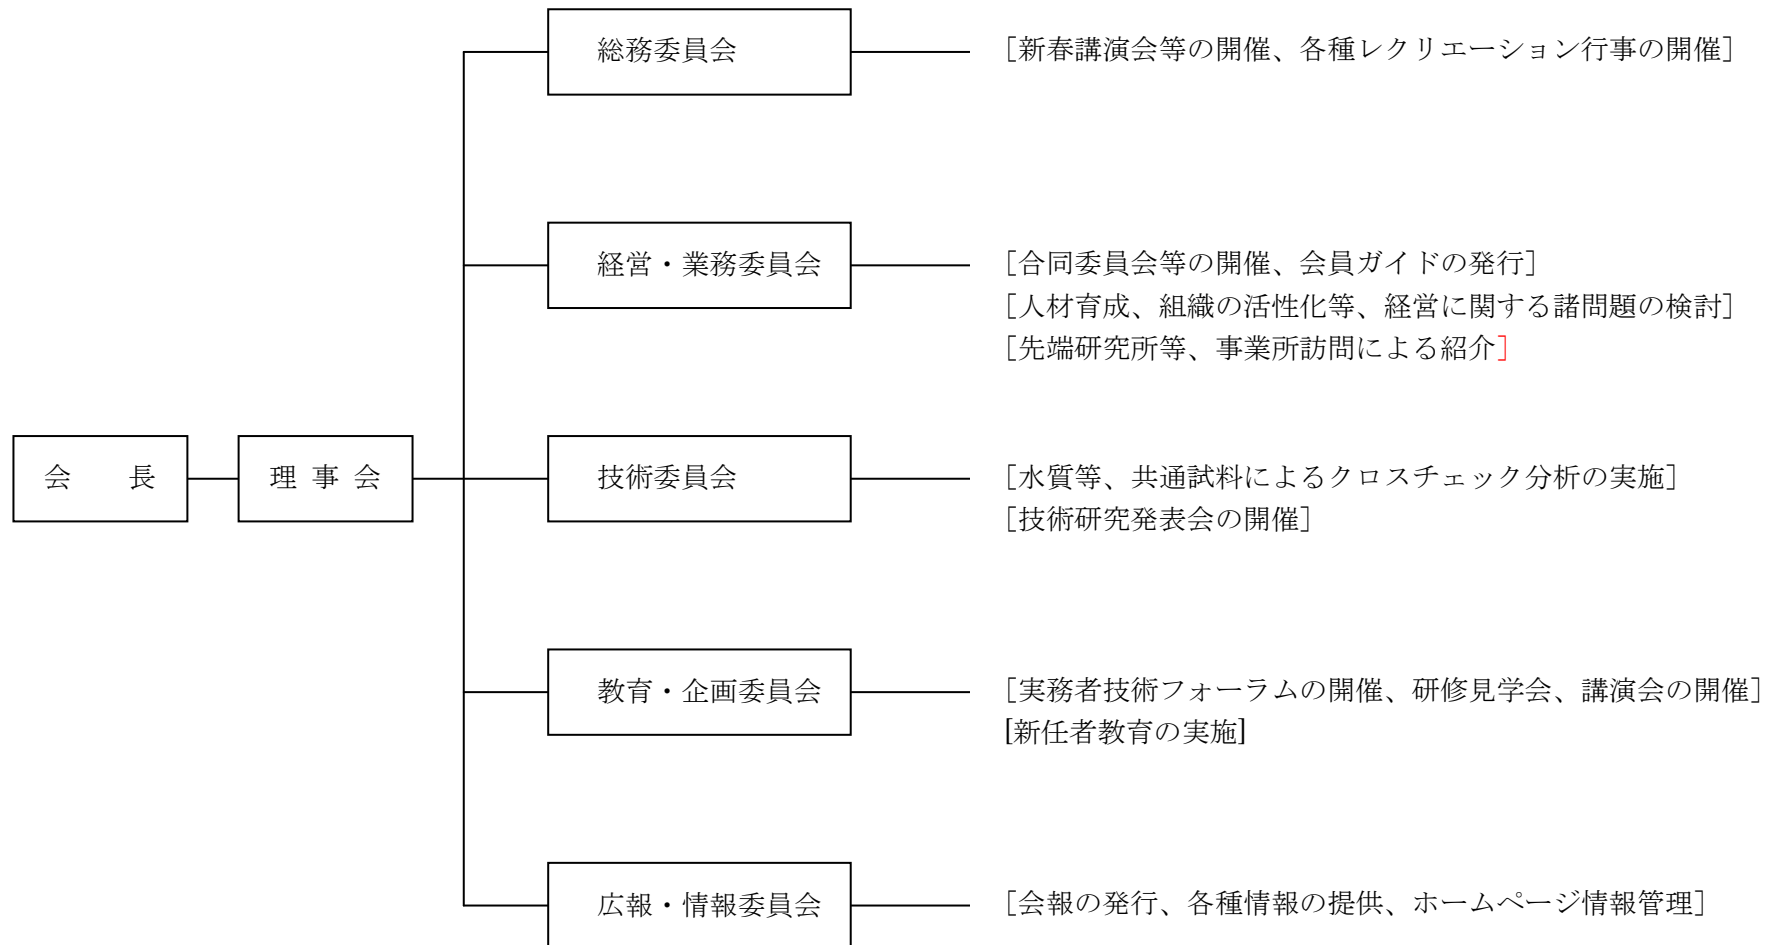 総務委員会
[新春講演会等の開催、各種レクリエーション行事の開催]
経営・業務委員会
[合同委員会等の開催、会員ガイドの発行]
[人材育成、組織の活性化等、経営に関する諸問題の検討]
[先端研究所等、事業所訪問による紹介]
会　　長
理 事 会
技術委員会
[水質等、共通試料によるクロスチェック分析の実施]
[技術研究発表会の開催]
教育・企画委員会
[実務者技術フォーラムの開催、研修見学会、講演会の開催]
[新任者教育の実施]
広報・情報委員会
[会報の発行、各種情報の提供、ホームページ情報管理]